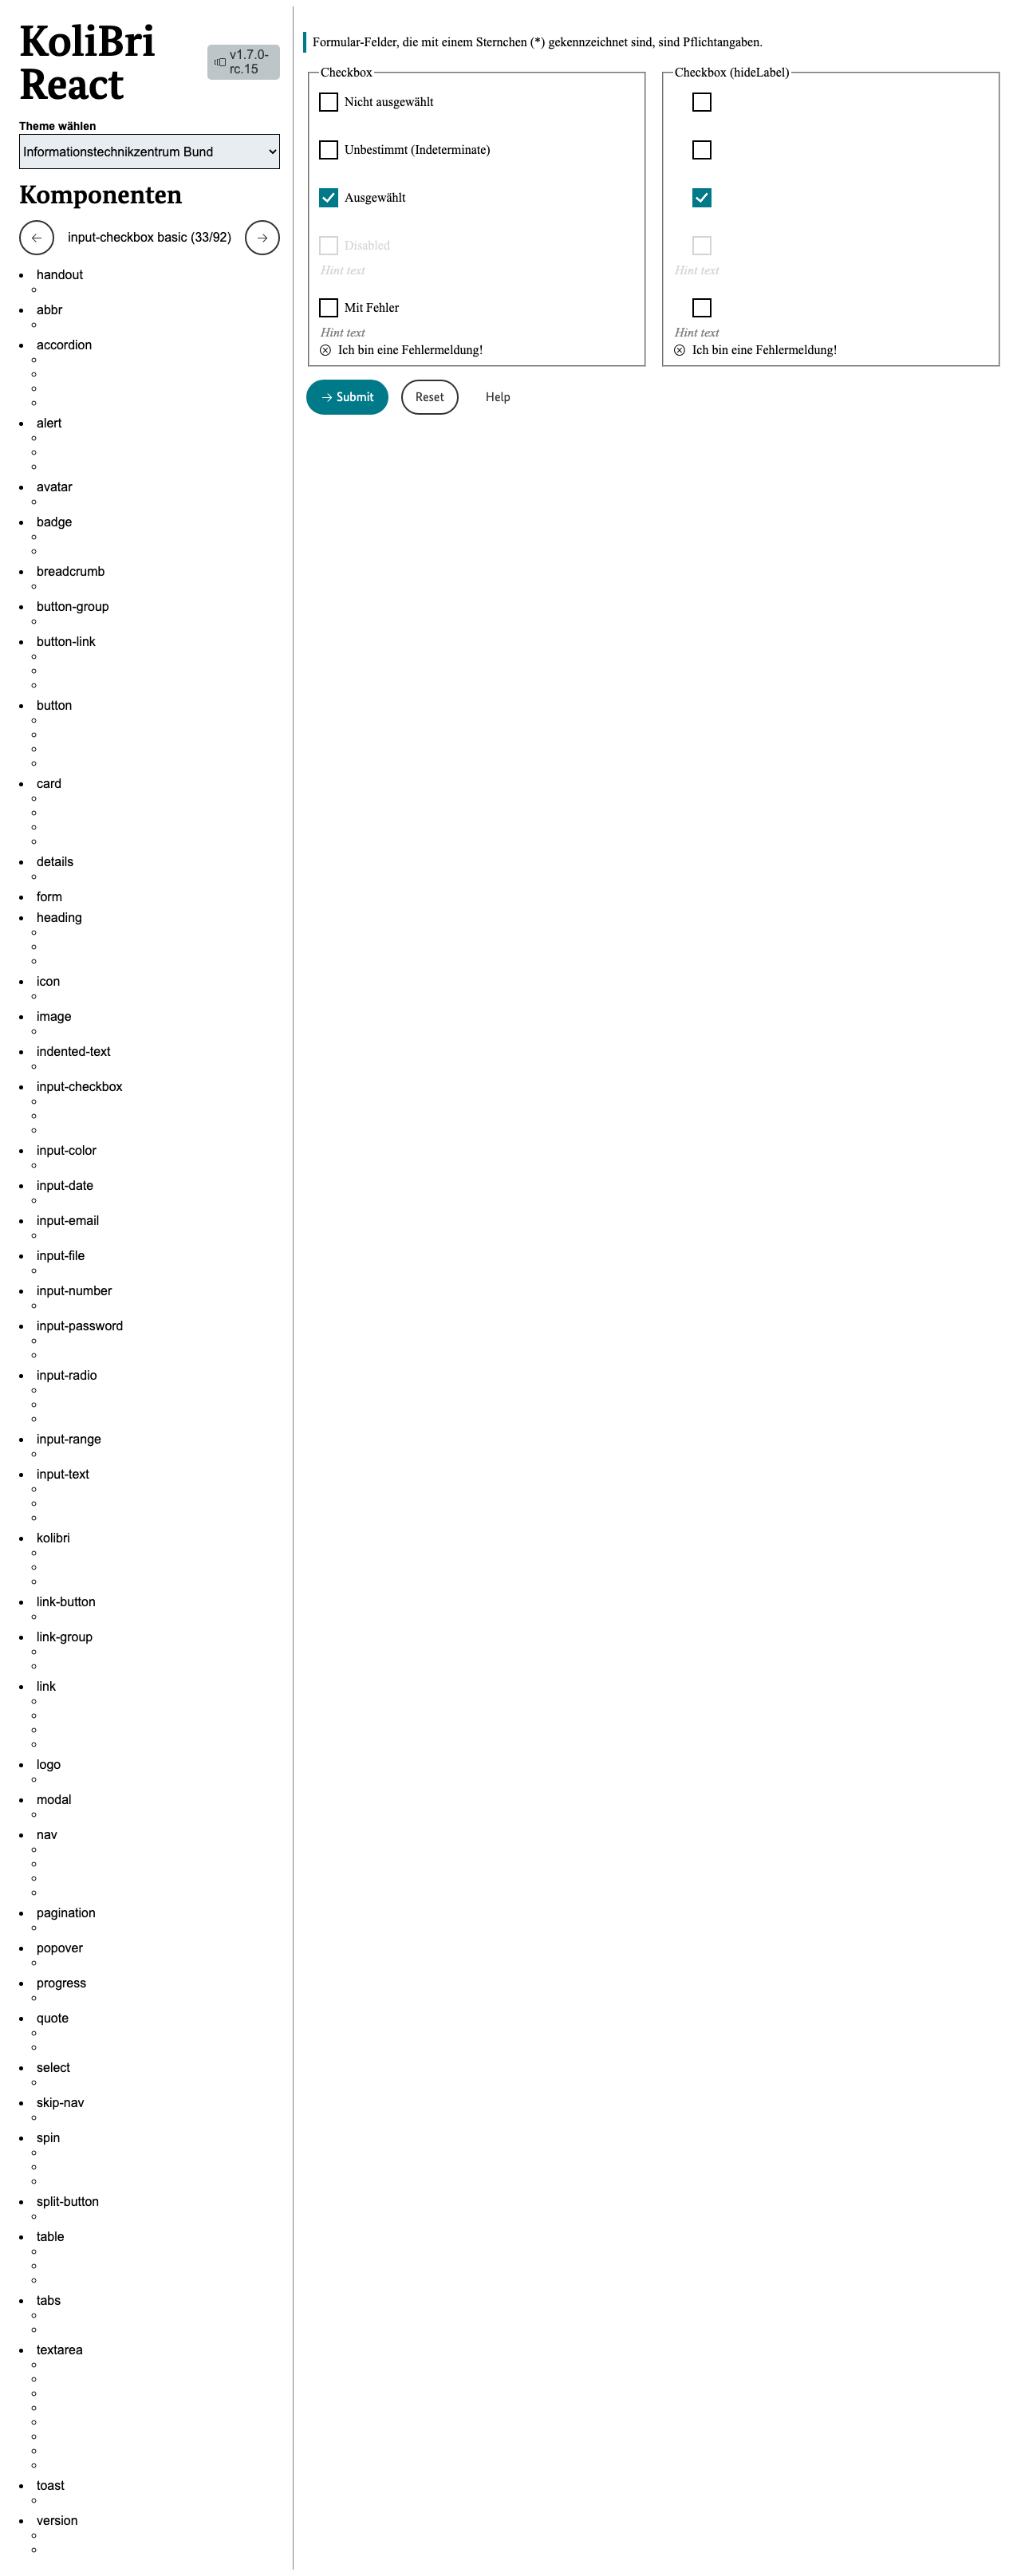 KoliBri
React
v1.7.0-
rc.15
Theme wählen
Informationstechnikzentrum Bund
Komponenten
input-checkbox basic (33/92)
handout
abbr
accordion
alert
avatar
badge
breadcrumb
button-group
button-link
button
card
details
form
heading
icon
image
indented-text
input-checkbox
input-color
input-date
input-email
input-file
input-number
input-password
input-radio
input-range
input-text
kolibri
link-button
link-group
link
logo
modal
nav
pagination
popover
progress
quote
select
skip-nav
spin
split-button
table
tabs
textarea
toast
version
Formular-Felder, die mit einem Sternchen (*) gekennzeichnet sind, sind Pflichtangaben.
Checkbox
Nicht ausgewählt
Unbestimmt (Indeterminate)
Ausgewählt
Disabled
Hint text
Mit Fehler
Hint text
Ich bin eine Fehlermeldung!
Checkbox (hideLabel)
Hint text
Hint text
Ich bin eine Fehlermeldung!
Submit
Reset
Help